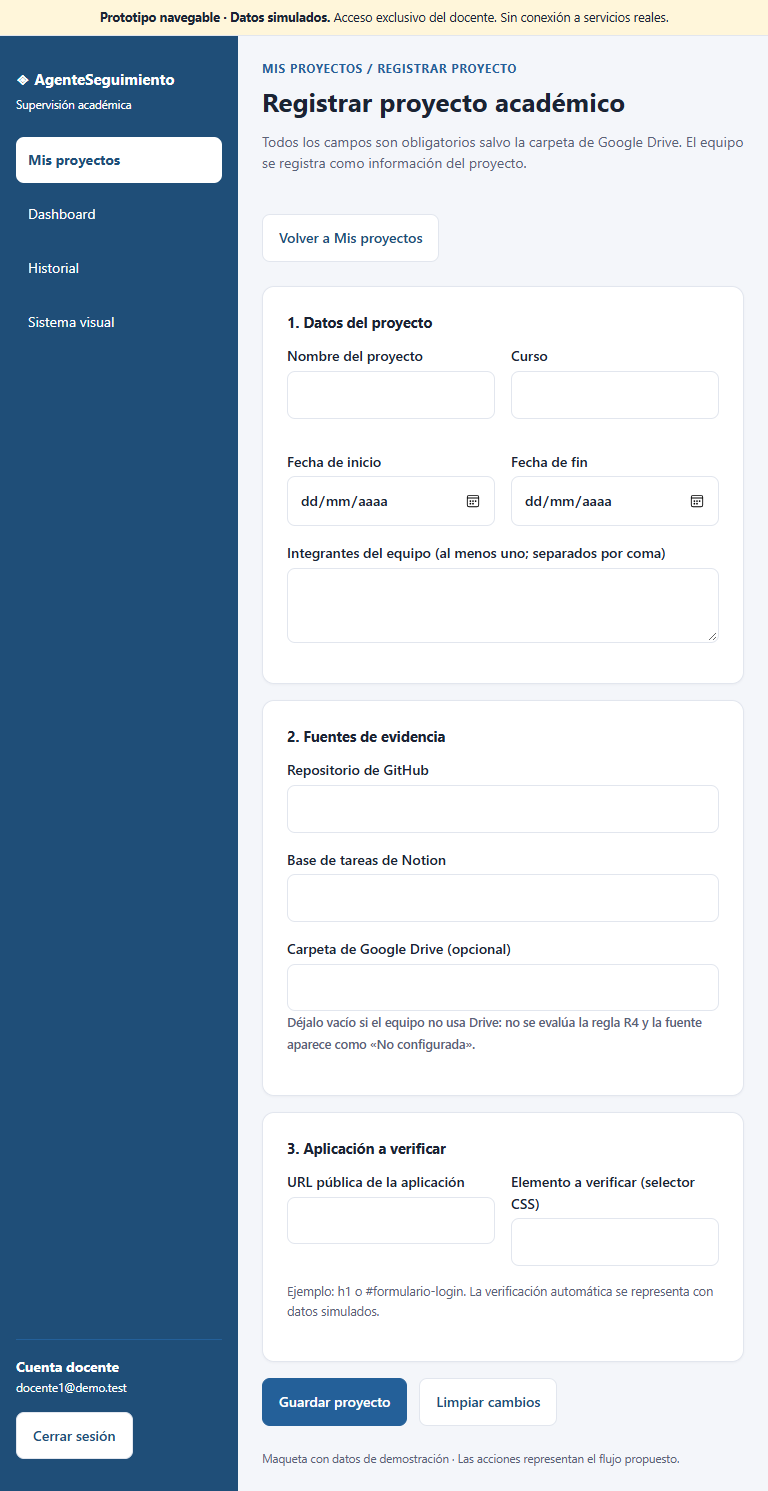 Prototipo navegable · Datos simulados. Acceso exclusivo del docente. Sin conexión a servicios reales.
◈ AgenteSeguimiento
Supervisión académica
Mis proyectos
Dashboard
Historial
Sistema visual
Cuenta docente
docente1@demo.test
Cerrar sesión
MIS PROYECTOS / REGISTRAR PROYECTO
Registrar proyecto académico
Todos los campos son obligatorios salvo la carpeta de Google Drive. El equipo
se registra como información del proyecto.
Volver a Mis proyectos
1. Datos del proyecto
Nombre del proyecto
Curso
Fecha de inicio
Fecha de fin
dd/mm/aaaa
dd/mm/aaaa
Integrantes del equipo (al menos uno; separados por coma)
2. Fuentes de evidencia
Repositorio de GitHub
Base de tareas de Notion
Carpeta de Google Drive (opcional)
Déjalo vacío si el equipo no usa Drive: no se evalúa la regla R4 y la fuente
aparece como «No configurada».
3. Aplicación a verificar
URL pública de la aplicación
Elemento a verificar (selector
CSS)
Ejemplo: h1 o #formulario-login. La verificación automática se representa con
datos simulados.
Guardar proyecto
Limpiar cambios
Maqueta con datos de demostración · Las acciones representan el flujo propuesto.